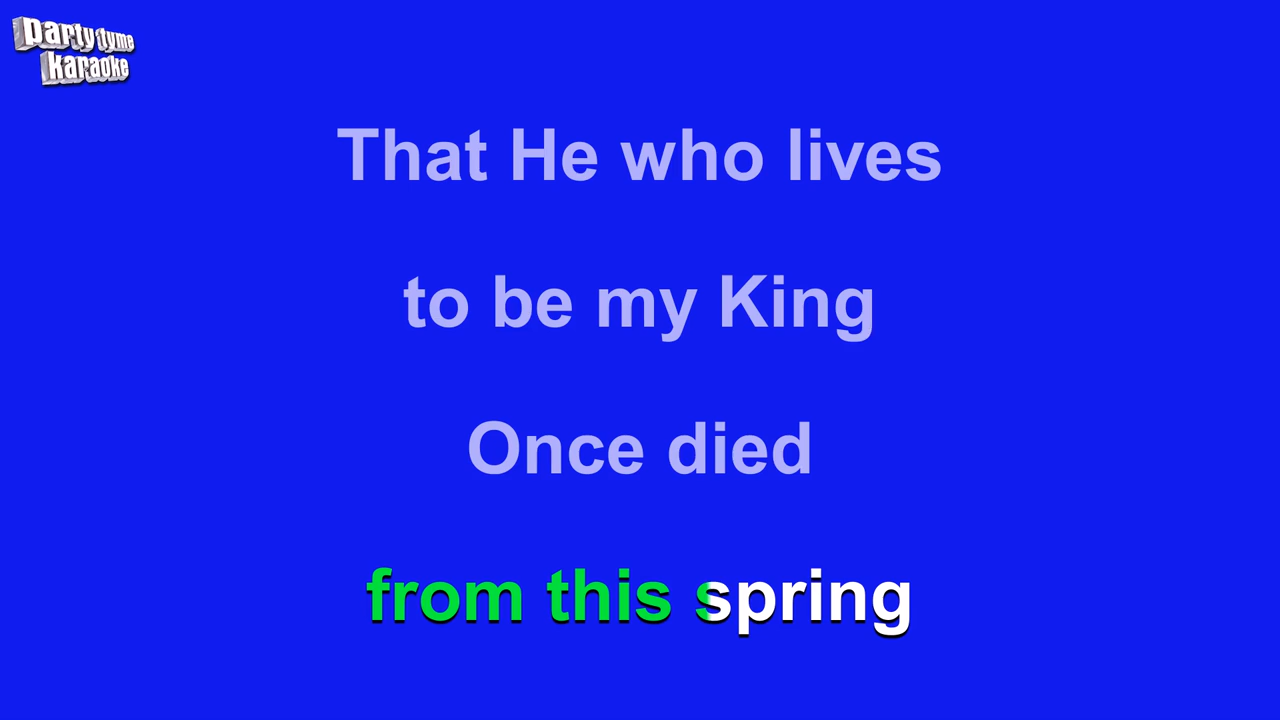 party tyme
karaoke
That He who lives
to be my King
Once died
from this spring